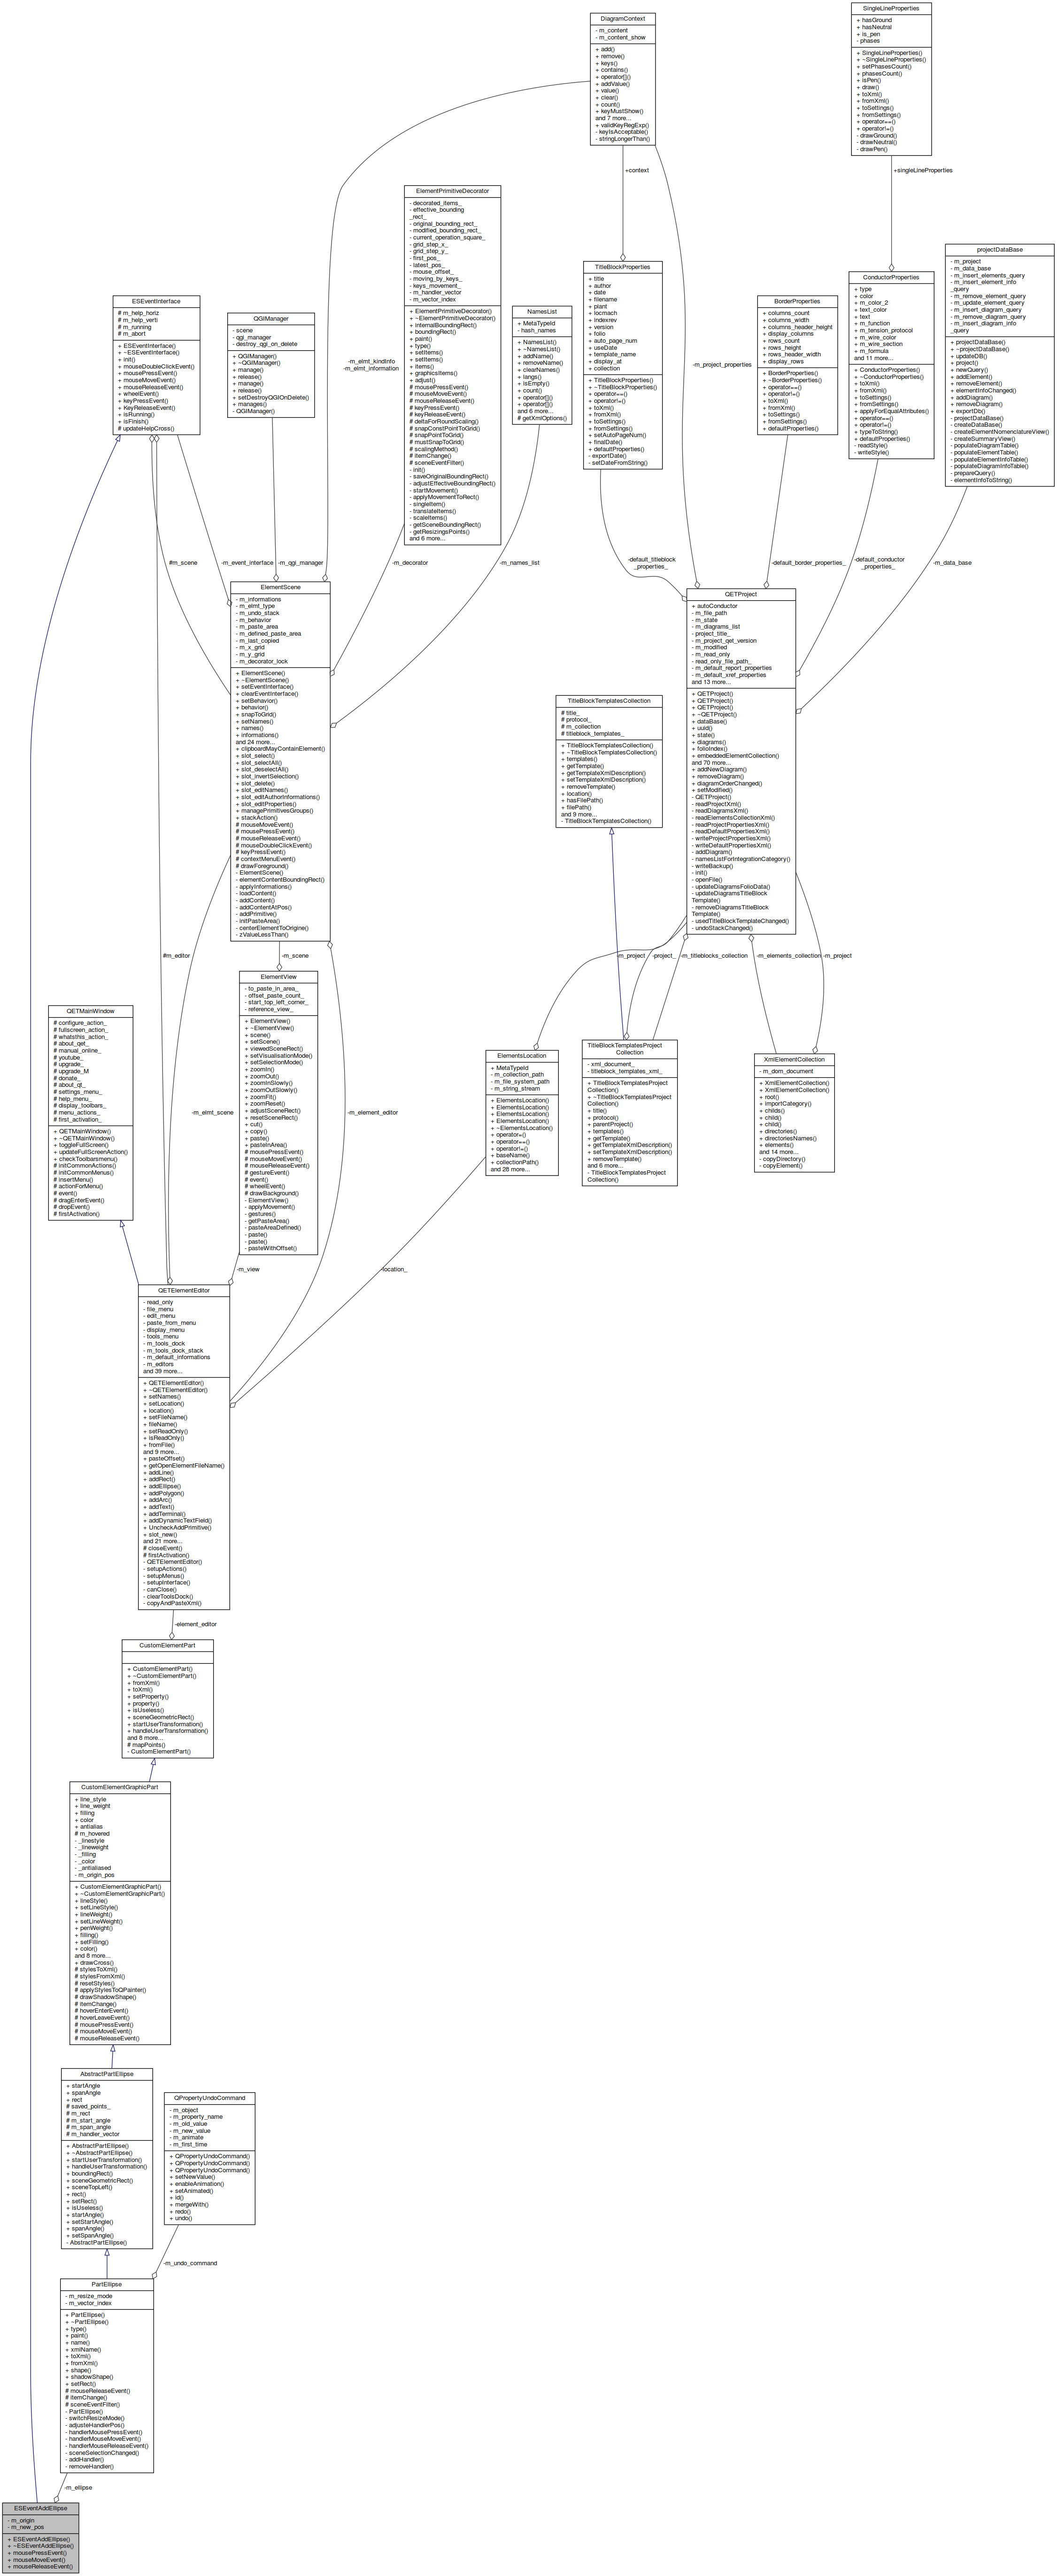 SingleLineProperties
+ hasGround
+ hasNeutral
+ is_pen
- phases
+ SingleLineProperties()
+ ~SingleLineProperties()
+ setPhasesCount()
+ phasesCount()
+ isPen()
+ draw()
+ toXml()
+ fromXml()
+ toSettings()
+ fromSettings()
+ operator==()
+ operator!=()
- drawGround()
- drawNeutral()
- drawPen()
DiagramContext
- m_content
- m_content_show
+ add()
+ remove()
+ keys()
+ contains()
+ operator[]()
+ addValue()
+ value()
+ clear()
+ count()
+ keyMustShow()
and 7 more...
+ validKeyRegExp()
- keyIsAcceptable()
- stringLongerThan()
+context
+singleLineProperties
ElementPrimitiveDecorator
- decorated_items_
- effective_bounding
_rect_
- original_bounding_rect_
- modified_bounding_rect_
- current_operation_square_
- grid_step_x_
- grid_step_y_
- first_pos_
- latest_pos_
- mouse_offset_
- moving_by_keys_
- keys_movement_
- m_handler_vector
- m_vector_index
+ ElementPrimitiveDecorator()
+ ~ElementPrimitiveDecorator()
+ internalBoundingRect()
+ boundingRect()
+ paint()
+ type()
+ setItems()
+ setItems()
+ items()
+ graphicsItems()
+ adjust()
# mousePressEvent()
# mouseMoveEvent()
# mouseReleaseEvent()
# keyPressEvent()
# keyReleaseEvent()
# deltaForRoundScaling()
# snapConstPointToGrid()
# snapPointToGrid()
# mustSnapToGrid()
# scalingMethod()
# itemChange()
# sceneEventFilter()
- init()
- saveOriginalBoundingRect()
- adjustEffectiveBoundingRect()
- startMovement()
- applyMovementToRect()
- singleItem()
- translateItems()
- scaleItems()
- getSceneBoundingRect()
- getResizingsPoints()
and 6 more...
projectDataBase
- m_project
- m_data_base
- m_insert_elements_query
- m_insert_element_info
_query
- m_remove_element_query
- m_update_element_query
- m_insert_diagram_query
- m_remove_diagram_query
- m_insert_diagram_info
_query
+ projectDataBase()
+ ~projectDataBase()
+ updateDB()
+ project()
+ newQuery()
+ addElement()
+ removeElement()
+ elementInfoChanged()
+ addDiagram()
+ removeDiagram()
+ exportDb()
- projectDataBase()
- createDataBase()
- createElementNomenclatureView()
- createSummaryView()
- populateDiagramTable()
- populateElementTable()
- populateElementInfoTable()
- populateDiagramInfoTable()
- prepareQuery()
- elementInfoToString()
TitleBlockProperties
+ title
+ author
+ date
+ filename
+ plant
+ locmach
+ indexrev
+ version
+ folio
+ auto_page_num
+ useDate
+ template_name
+ display_at
+ collection
+ TitleBlockProperties()
+ ~TitleBlockProperties()
+ operator==()
+ operator!=()
+ toXml()
+ fromXml()
+ toSettings()
+ fromSettings()
+ setAutoPageNum()
+ finalDate()
+ defaultProperties()
- exportDate()
- setDateFromString()
ConductorProperties
+ type
+ color
+ m_color_2
+ text_color
+ text
+ m_function
+ m_tension_protocol
+ m_wire_color
+ m_wire_section
+ m_formula
and 11 more...
+ ConductorProperties()
+ ~ConductorProperties()
+ toXml()
+ fromXml()
+ toSettings()
+ fromSettings()
+ applyForEqualAttributes()
+ operator==()
+ operator!=()
+ typeToString()
+ defaultProperties()
- readStyle()
- writeStyle()
ESEventInterface
# m_help_horiz
# m_help_verti
# m_running
# m_abort
+ ESEventInterface()
+ ~ESEventInterface()
+ init()
+ mouseDoubleClickEvent()
+ mousePressEvent()
+ mouseMoveEvent()
+ mouseReleaseEvent()
+ wheelEvent()
+ keyPressEvent()
+ KeyReleaseEvent()
+ isRunning()
+ isFinish()
# updateHelpCross()
BorderProperties
+ columns_count
+ columns_width
+ columns_header_height
+ display_columns
+ rows_count
+ rows_height
+ rows_header_width
+ display_rows
+ BorderProperties()
+ ~BorderProperties()
+ operator==()
+ operator!=()
+ toXml()
+ fromXml()
+ toSettings()
+ fromSettings()
+ defaultProperties()
NamesList
+ MetaTypeId
- hash_names
+ NamesList()
+ ~NamesList()
+ addName()
+ removeName()
+ clearNames()
+ langs()
+ isEmpty()
+ count()
+ operator[]()
+ operator[]()
and 6 more...
# getXmlOptions()
QGIManager
- scene
- qgi_manager
- destroy_qgi_on_delete
+ QGIManager()
+ ~QGIManager()
+ manage()
+ release()
+ manage()
+ release()
+ setDestroyQGIOnDelete()
+ manages()
- QGIManager()
-m_elmt_kindInfo
-m_elmt_information
-m_project_properties
#m_scene
-m_event_interface
-m_qgi_manager
-m_decorator
-m_names_list
-default_titleblock
_properties_
-default_border_properties_
-default_conductor
_properties_
-m_data_base
ElementScene
- m_informations
- m_elmt_type
- m_undo_stack
- m_behavior
- m_paste_area
- m_defined_paste_area
- m_last_copied
- m_x_grid
- m_y_grid
- m_decorator_lock
+ ElementScene()
+ ~ElementScene()
+ setEventInterface()
+ clearEventInterface()
+ setBehavior()
+ behavior()
+ snapToGrid()
+ setNames()
+ names()
+ informations()
and 24 more...
+ clipboardMayContainElement()
+ slot_select()
+ slot_selectAll()
+ slot_deselectAll()
+ slot_invertSelection()
+ slot_delete()
+ slot_editNames()
+ slot_editAuthorInformations()
+ slot_editProperties()
+ managePrimitivesGroups()
+ stackAction()
# mouseMoveEvent()
# mousePressEvent()
# mouseReleaseEvent()
# mouseDoubleClickEvent()
# keyPressEvent()
# contextMenuEvent()
# drawForeground()
- ElementScene()
- elementContentBoundingRect()
- applyInformations()
- loadContent()
- addContent()
- addContentAtPos()
- addPrimitive()
- initPasteArea()
- centerElementToOrigine()
- zValueLessThan()
QETProject
+ autoConductor
- m_file_path
- m_state
- m_diagrams_list
- project_title_
- m_project_qet_version
- m_modified
- m_read_only
- read_only_file_path_
- m_default_report_properties
- m_default_xref_properties
and 13 more...
+ QETProject()
+ QETProject()
+ QETProject()
+ ~QETProject()
+ dataBase()
+ uuid()
+ state()
+ diagrams()
+ folioIndex()
+ embeddedElementCollection()
and 70 more...
+ addNewDiagram()
+ removeDiagram()
+ diagramOrderChanged()
+ setModified()
- QETProject()
- readProjectXml()
- readDiagramsXml()
- readElementsCollectionXml()
- readProjectPropertiesXml()
- readDefaultPropertiesXml()
- writeProjectPropertiesXml()
- writeDefaultPropertiesXml()
- addDiagram()
- namesListForIntegrationCategory()
- writeBackup()
- init()
- openFile()
- updateDiagramsFolioData()
- updateDiagramsTitleBlock
Template()
- removeDiagramsTitleBlock
Template()
- usedTitleBlockTemplateChanged()
- undoStackChanged()
TitleBlockTemplatesCollection
# title_
# protocol_
# m_collection
# titleblock_templates_
+ TitleBlockTemplatesCollection()
+ ~TitleBlockTemplatesCollection()
+ templates()
+ getTemplate()
+ getTemplateXmlDescription()
+ setTemplateXmlDescription()
+ removeTemplate()
+ location()
+ hasFilePath()
+ filePath()
and 9 more...
- TitleBlockTemplatesCollection()
#m_editor
-m_scene
-m_project
-project_
-m_titleblocks_collection
-m_elements_collection
-m_project
ElementView
- to_paste_in_area_
- offset_paste_count_
- start_top_left_corner_
- reference_view_
+ ElementView()
+ ~ElementView()
+ scene()
+ setScene()
+ viewedSceneRect()
+ setVisualisationMode()
+ setSelectionMode()
+ zoomIn()
+ zoomOut()
+ zoomInSlowly()
+ zoomOutSlowly()
+ zoomFit()
+ zoomReset()
+ adjustSceneRect()
+ resetSceneRect()
+ cut()
+ copy()
+ paste()
+ pasteInArea()
# mousePressEvent()
# mouseMoveEvent()
# mouseReleaseEvent()
# gestureEvent()
# event()
# wheelEvent()
# drawBackground()
- ElementView()
- applyMovement()
- gestures()
- getPasteArea()
- pasteAreaDefined()
- paste()
- paste()
- pasteWithOffset()
QETMainWindow
# configure_action_
# fullscreen_action_
# whatsthis_action_
# about_qet_
# manual_online_
# youtube_
# upgrade_
# upgrade_M
# donate_
# about_qt_
# settings_menu_
# help_menu_
# display_toolbars_
# menu_actions_
# first_activation_
+ QETMainWindow()
+ ~QETMainWindow()
+ toggleFullScreen()
+ updateFullScreenAction()
+ checkToolbarsmenu()
# initCommonActions()
# initCommonMenus()
# insertMenu()
# actionForMenu()
# event()
# dragEnterEvent()
# dropEvent()
# firstActivation()
TitleBlockTemplatesProject
Collection
- xml_document_
- titleblock_templates_xml_
+ TitleBlockTemplatesProject
Collection()
+ ~TitleBlockTemplatesProject
Collection()
+ title()
+ protocol()
+ parentProject()
+ templates()
+ getTemplate()
+ getTemplateXmlDescription()
+ setTemplateXmlDescription()
+ removeTemplate()
and 6 more...
- TitleBlockTemplatesProject
Collection()
ElementsLocation
+ MetaTypeId
- m_collection_path
- m_file_system_path
- m_string_stream
+ ElementsLocation()
+ ElementsLocation()
+ ElementsLocation()
+ ElementsLocation()
+ ~ElementsLocation()
+ operator=()
+ operator==()
+ operator!=()
+ baseName()
+ collectionPath()
and 28 more...
XmlElementCollection
- m_dom_document
+ XmlElementCollection()
+ XmlElementCollection()
+ root()
+ importCategory()
+ childs()
+ child()
+ child()
+ directories()
+ directoriesNames()
+ elements()
and 14 more...
- copyDirectory()
- copyElement()
-m_elmt_scene
-m_element_editor
-m_view
-location_
QETElementEditor
- read_only
- file_menu
- edit_menu
- paste_from_menu
- display_menu
- tools_menu
- m_tools_dock
- m_tools_dock_stack
- m_default_informations
- m_editors
and 39 more...
+ QETElementEditor()
+ ~QETElementEditor()
+ setNames()
+ setLocation()
+ location()
+ setFileName()
+ fileName()
+ setReadOnly()
+ isReadOnly()
+ fromFile()
and 9 more...
+ pasteOffset()
+ getOpenElementFileName()
+ addLine()
+ addRect()
+ addEllipse()
+ addPolygon()
+ addArc()
+ addText()
+ addTerminal()
+ addDynamicTextField()
+ UncheckAddPrimitive()
+ slot_new()
and 21 more...
# closeEvent()
# firstActivation()
- QETElementEditor()
- setupActions()
- setupMenus()
- setupInterface()
- canClose()
- clearToolsDock()
- copyAndPasteXml()
-element_editor
CustomElementPart
+ CustomElementPart()
+ ~CustomElementPart()
+ fromXml()
+ toXml()
+ setProperty()
+ property()
+ isUseless()
+ sceneGeometricRect()
+ startUserTransformation()
+ handleUserTransformation()
and 8 more...
# mapPoints()
- CustomElementPart()
CustomElementGraphicPart
+ line_style
+ line_weight
+ filling
+ color
+ antialias
# m_hovered
- _linestyle
- _lineweight
- _filling
- _color
- _antialiased
- m_origin_pos
+ CustomElementGraphicPart()
+ ~CustomElementGraphicPart()
+ lineStyle()
+ setLineStyle()
+ lineWeight()
+ setLineWeight()
+ penWeight()
+ filling()
+ setFilling()
+ color()
and 8 more...
+ drawCross()
# stylesToXml()
# stylesFromXml()
# resetStyles()
# applyStylesToQPainter()
# drawShadowShape()
# itemChange()
# hoverEnterEvent()
# hoverLeaveEvent()
# mousePressEvent()
# mouseMoveEvent()
# mouseReleaseEvent()
AbstractPartEllipse
+ startAngle
+ spanAngle
+ rect
# saved_points_
# m_rect
# m_start_angle
# m_span_angle
# m_handler_vector
+ AbstractPartEllipse()
+ ~AbstractPartEllipse()
+ startUserTransformation()
+ handleUserTransformation()
+ boundingRect()
+ sceneGeometricRect()
+ sceneTopLeft()
+ rect()
+ setRect()
+ isUseless()
+ startAngle()
+ setStartAngle()
+ spanAngle()
+ setSpanAngle()
- AbstractPartEllipse()
QPropertyUndoCommand
- m_object
- m_property_name
- m_old_value
- m_new_value
- m_animate
- m_first_time
+ QPropertyUndoCommand()
+ QPropertyUndoCommand()
+ QPropertyUndoCommand()
+ setNewValue()
+ enableAnimation()
+ setAnimated()
+ id()
+ mergeWith()
+ redo()
+ undo()
-m_undo_command
PartEllipse
- m_resize_mode
- m_vector_index
+ PartEllipse()
+ ~PartEllipse()
+ type()
+ paint()
+ name()
+ xmlName()
+ toXml()
+ fromXml()
+ shape()
+ shadowShape()
+ setRect()
# mouseReleaseEvent()
# itemChange()
# sceneEventFilter()
- PartEllipse()
- switchResizeMode()
- adjusteHandlerPos()
- handlerMousePressEvent()
- handlerMouseMoveEvent()
- handlerMouseReleaseEvent()
- sceneSelectionChanged()
- addHandler()
- removeHandler()
-m_ellipse
ESEventAddEllipse
- m_origin
- m_new_pos
+ ESEventAddEllipse()
+ ~ESEventAddEllipse()
+ mousePressEvent()
+ mouseMoveEvent()
+ mouseReleaseEvent()